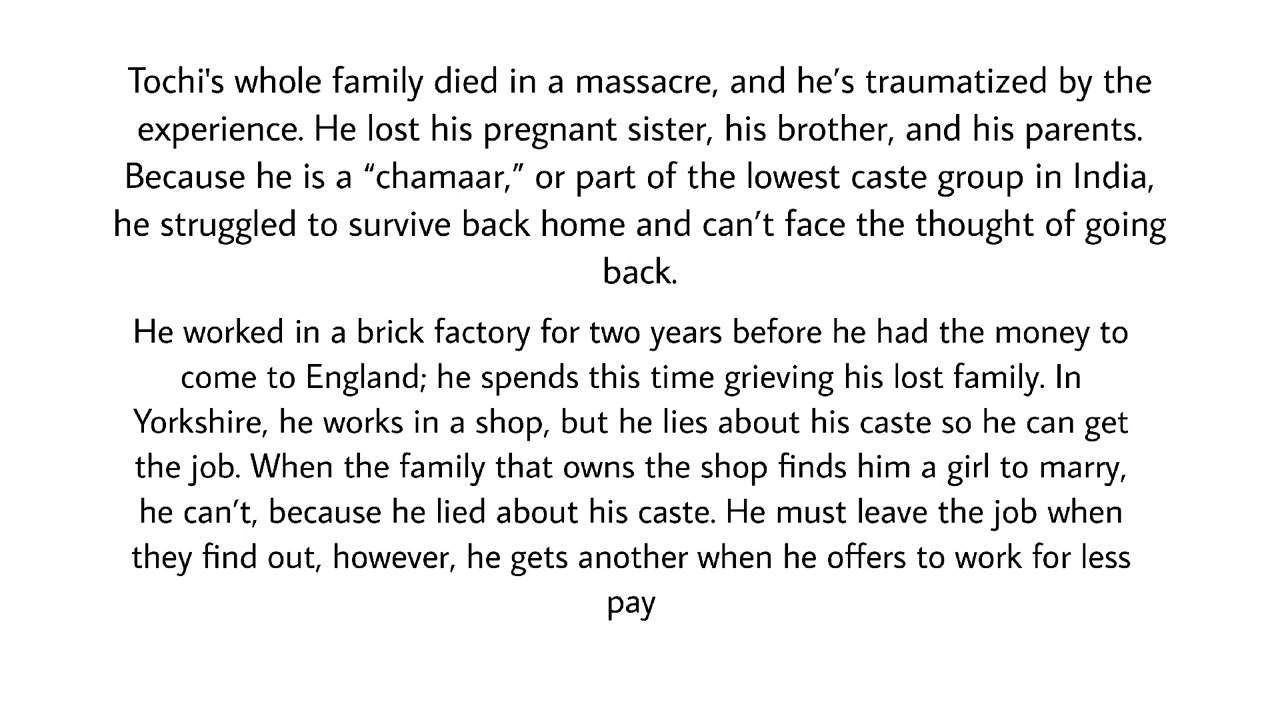 Tochi's whole family died in a massacre, and he’s traumatized by the
experience. He lost his pregnant sister, his brother, and his parents.
Because he is a “chamaar,” or part of the lowest caste group in India,
he struggled to survive back home and can’t face the thought of going
back.
He worked in a brick factory for two years before he had the money to
come to England; he spends this time grieving his lost family. In
Yorkshire, he works in a shop, but he lies about his caste so he can get
the job. When the family that owns the shop finds him a girl to marry,
he can’t, because he lied about his caste. He must leave the job when
they find out, however, he gets another when he offers to work for less
pay